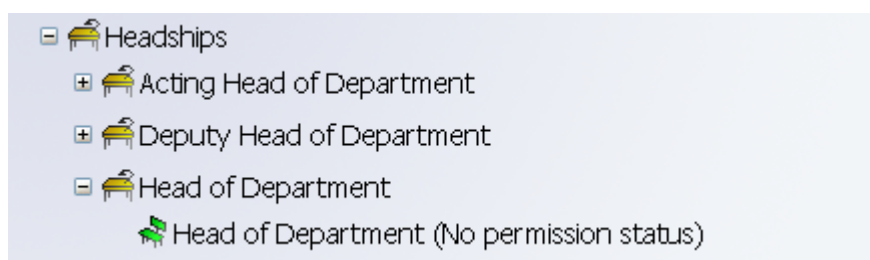 Headships
Acting Head of Department
Deputy Head of Department
Head of Department
Head of Department (No permission status)